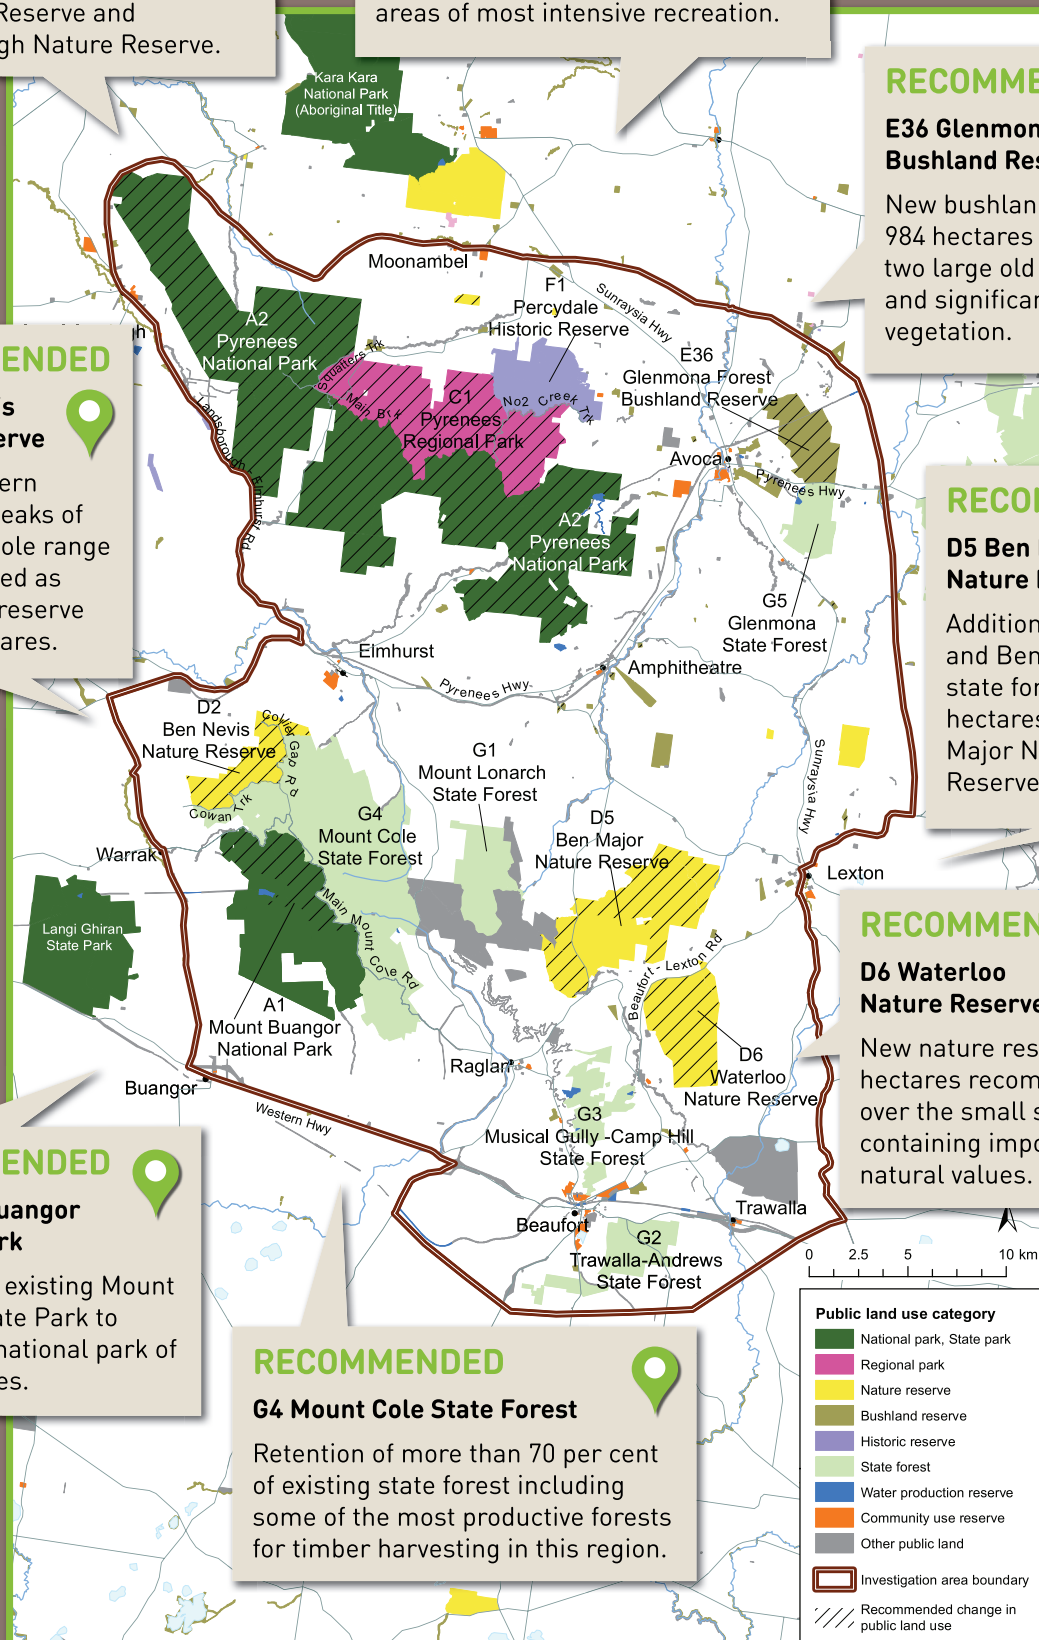 Reserve and
gh Nature Reserve.
areas of most intensive recreation.
Kara Kara
National Park
(Aboriginal Title)
RECOMME
E36 Glenmon
Bushland Res
New bushlan
984 hectares
two large old
and significan
vegetation.
Moonambel
F1
Percydale
Historic Reserve
Sunraysia Hwy
A2
Pyrenees
National Park
Squatters Trk
Main Brk
C1
Pyrenees
Regional Park
No2 Creek Trk
E36
Glenmona Forest
Bushland Reserve
Avoca
Pyrenees Hwy
Landsborough - Elmhurst Rd
ENDED
s
erve
ern
eaks of
ole range
ed as
reserve
ares.
A2
Pyrenees
National Park
G5
Glenmona
State Forest
RECO
D5 Ben
Nature
Addition
and Ben
state for
hectares
Major N
Reserve
Elmhurst
Amphitheatre
Pyrenees Hwy
D2
Ben Nevis
Nature Reserve
Cowen Gap Rd
Cowan Trk
G1
Mount Lonarch
State Forest
Sunraysia Hwy
G4
Mount Cole
State Forest
D5
Ben Major
Nature Reserve
Warrak
Lexton
Langi Ghiran
State Park
Main Mount Cole Rd
Beaufort - Lexton Rd
A1
Mount Buangor
National Park
RECOMMEN
D6 Waterloo
Nature Reserve
New nature res
hectares recom
over the small s
containing impo
natural values.
Raglan
D6
Waterloo
Nature Reserve
Buangor
Western Hwy
G3
Musical Gully -Camp Hill
State Forest
ENDED
uangor
rk
existing Mount
ate Park to
national park of
es.
Beaufort
Trawalla
G2
Trawalla-Andrews
State Forest
0 2.5 5 10 km
RECOMMENDED
G4 Mount Cole State Forest
Retention of more than 70 per cent
of existing state forest including
some of the most productive forests
for timber harvesting in this region.
Public land use category
National park, State park
Regional park
Nature reserve
Bushland reserve
Historic reserve
State forest
Water production reserve
Community use reserve
Other public land
Investigation area boundary
Recommended change in
public land use